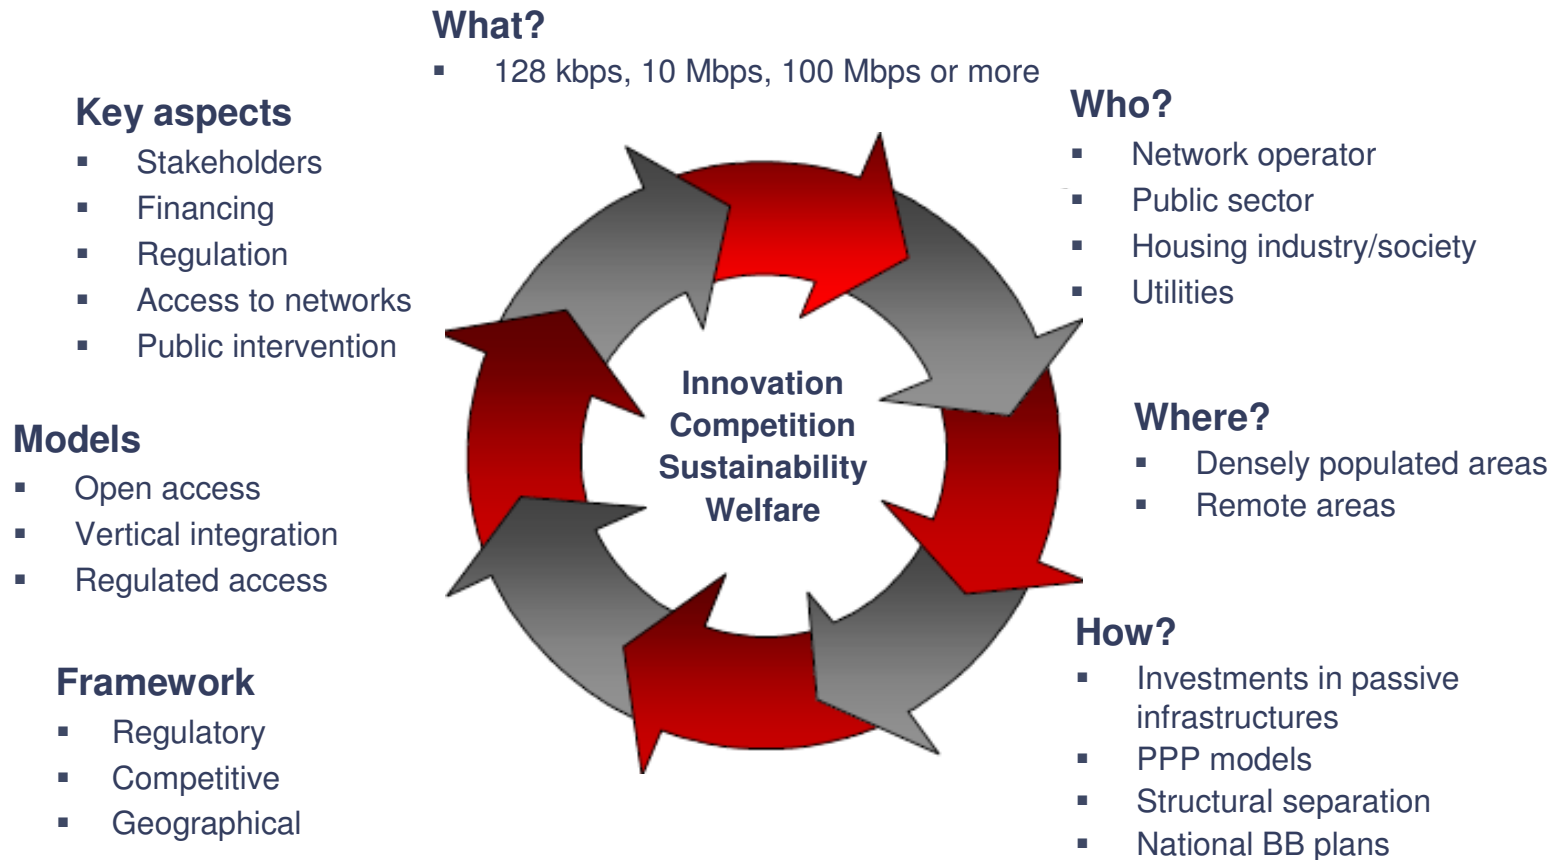 What?
▪ 128 kbps, 10 Mbps, 100 Mbps or more
Key aspects
▪ Stakeholders
▪ Financing
▪ Regulation
▪ Access to networks
▪ Public intervention
Who?
▪ Network operator
▪ Public sector
▪ Housing industry/society
▪ Utilities
Innovation
Competition
Sustainability
Welfare
Models
▪ Open access
▪ Vertical integration
▪ Regulated access
Where?
▪ Densely populated areas
▪ Remote areas
Framework
▪ Regulatory
▪ Competitive
▪ Geographical
How?
▪ Investments in passive
infrastructures
▪ PPP models
▪ Structural separation
▪ National BB plans